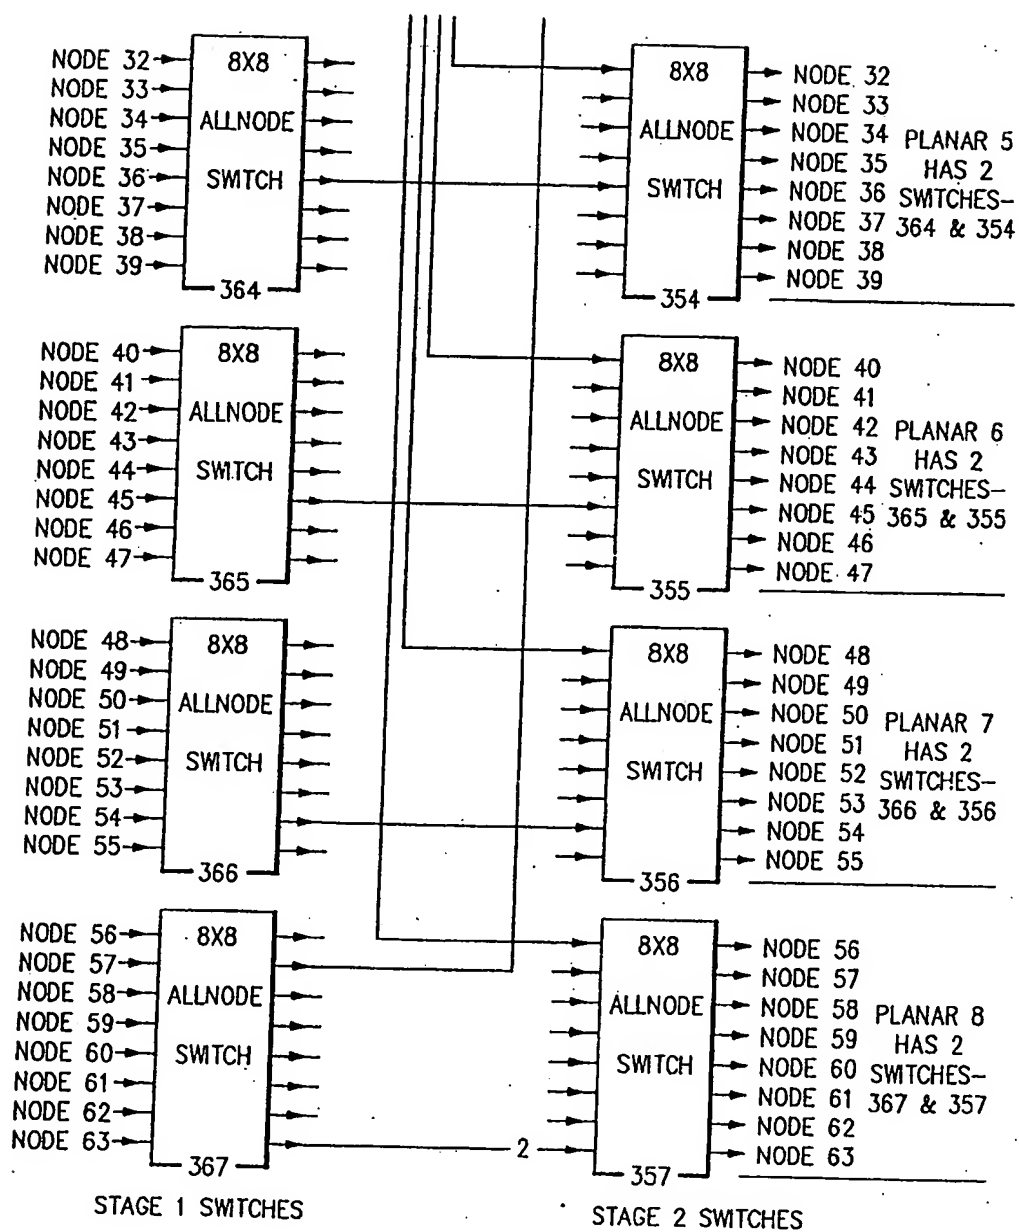 NODE 32
NODE 33
NODE 34
NODE 35
NODE 36
NODE 37
NODE 38
NODE 39
8X8
ALLNODE
SWITCH
364
8X8
ALLNODE
SWITCH
354
NODE 32
NODE 33
NODE 34
NODE 35
NODE 36
NODE 37
NODE 38
NODE 39
PLANAR 5
HAS 2
SWITCHES-
364 & 354
NODE 40
NODE 41
NODE 42
NODE 43
NODE 44
NODE 45
NODE 46
NODE 47
8X8
ALLNODE
SWITCH
365
8X8
ALLNODE
SWITCH
355
NODE 40
NODE 41
NODE 42
NODE 43
NODE 44
NODE 45
NODE 46
NODE 47
PLANAR 6
HAS 2
SWITCHES-
365 & 355
NODE 48
NODE 49
NODE 50
NODE 51
NODE 52
NODE 53
NODE 54
NODE 55
8X8
ALLNODE
SWITCH
366
8X8
ALLNODE
SWITCH
356
NODE 48
NODE 49
NODE 50
NODE 51
NODE 52
NODE 53
NODE 54
NODE 55
PLANAR 7
HAS 2
SWITCHES-
366 & 356
NODE 56
NODE 57
NODE 58
NODE 59
NODE 60
NODE 61
NODE 62
NODE 63
8X8
ALLNODE
SWITCH
367
2
8X8
ALLNODE
SWITCH
357
NODE 56
NODE 57
NODE 58
NODE 59
NODE 60
NODE 61
NODE 62
NODE 63
PLANAR 8
HAS 2
SWITCHES-
367 & 357
STAGE 1 SWITCHES
STAGE 2 SWITCHES